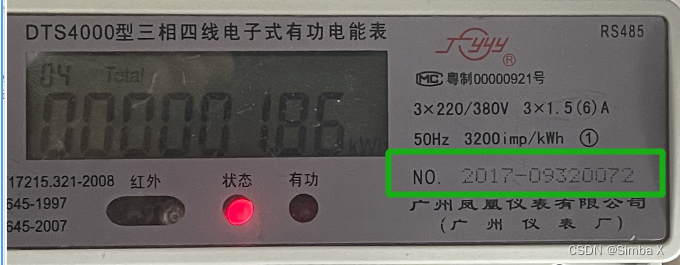 DTS4000型三相四线电子式有功电能表
RS485
04 Total
00000186 kWh
MC 粤制00000921号
3×220/380V 3×1.5(6)A
50Hz 3200imp/kWh ①
NO. 2017-09320072
17215.321-2008
红外 状态 有功
645-1997
645-2007
广州岚凰仪表有限公司
(广州仪表厂)
CSDN @Simba X